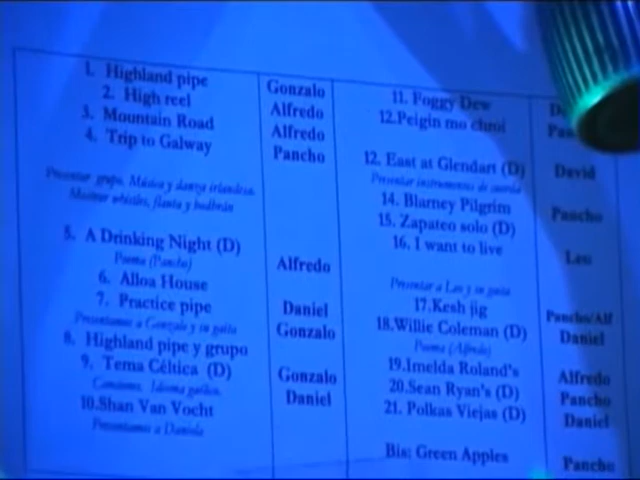 1. Highland pipe
2. High reel
3. Mountain Road
4. Trip to Galway
Presentar grupo. Música y danza irlandesa.
Mostrar whistles, flauta y bodhrán
5. A Drinking Night (D)
Poema (Pancho)
6. Alloa House
7. Practice pipe
Presentamos a Gonzalo y su gaita
8. Highland pipe y grupo
9. Tema Céltica (D)
Canciones. Idioma gaélico.
10.Shan Van Vocht
Presentamos a Daniela
Gonzalo
Alfredo
Alfredo
Pancho
Alfredo
Daniel
Gonzalo
Gonzalo
Daniel
11. Foggy Dew
12.Peigin mo chroi
12. East at Glendart (D)
Presentar instrumentos de cuerda
14. Blarney Pilgrim
15. Zapateo solo (D)
16. I want to live
Presentar a Leo y su gaita
17.Kesh jig
18.Willie Coleman (D)
Poema (Alfredo)
19.Imelda Roland's
20.Sean Ryan's (D)
21. Polkas Viejas (D)
Bis: Green Apples
David
Pancho
Leo
Pancho/Alf
Daniel
Alfredo
Pancho
Daniel
Pancho